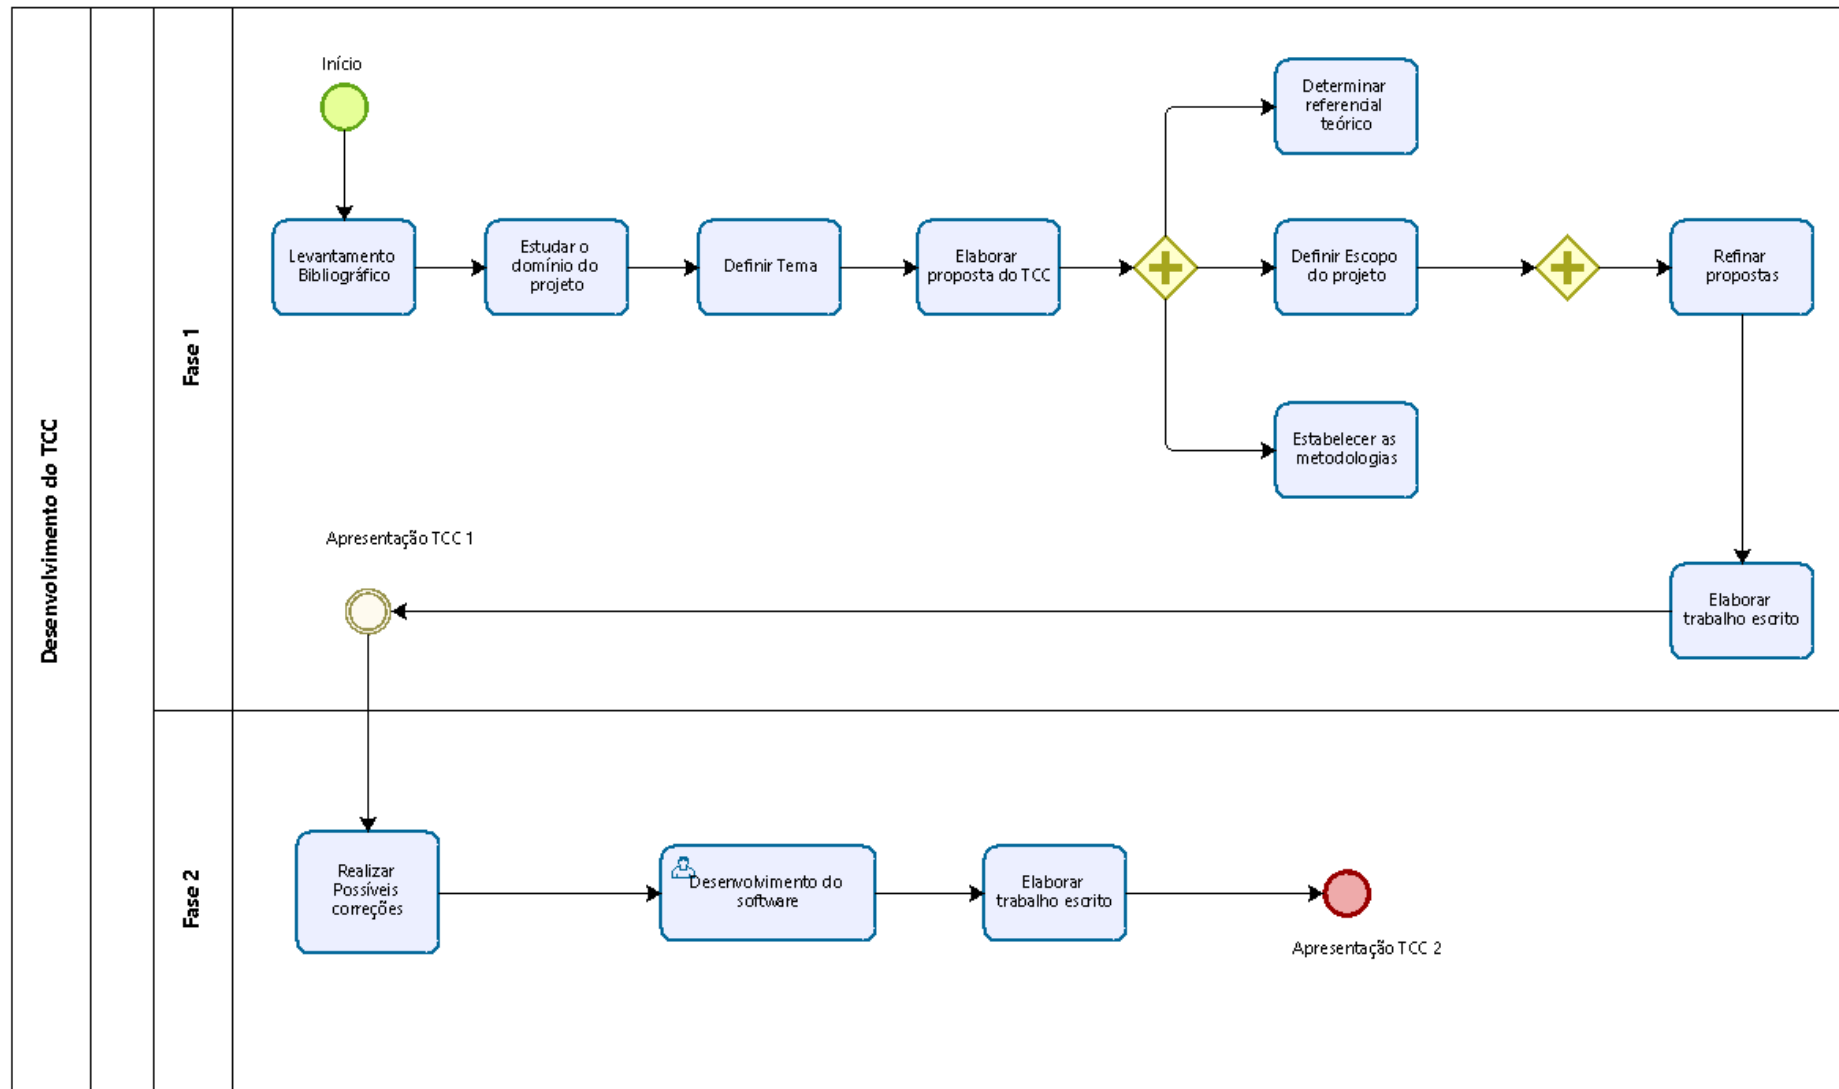 Desenvolvimento do TCC
Fase 1
Início
Levantamento
Bibliográfico
Estudar o
domínio do
projeto
Definir Tema
Elaborar
proposta do TCC
Determinar
referencial
teórico
Definir Escopo
do projeto
Estabelecer as
metodologias
Refinar
propostas
Elaborar
trabalho escrito
Apresentação TCC 1
Fase 2
Realizar
Possíveis
correções
Desenvolvimento do
software
Elaborar
trabalho escrito
Apresentação TCC 2